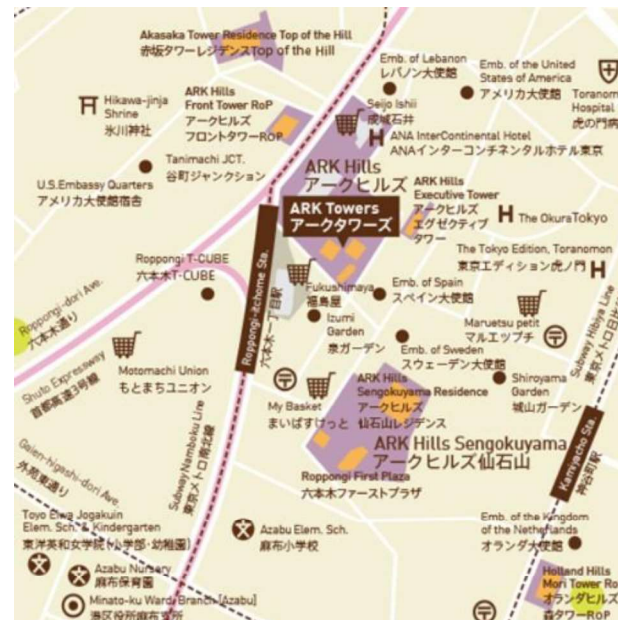 Akasaka Tower Residence Top of the Hill
赤坂タワーレジデンスTop of the Hill
Emb. of Lebanon
レバノン大使館
Emb. of the United
States of America
アメリカ大使館
Toranom
Hospital
虎の門病
Hikawa-jinja
Shrine
氷川神社
ARK Hills
Front Tower RoP
アークヒルズ
フロントタワーRoP
Seijo Ishii
成城石井
ANA InterContinental Hotel
ANAインターコンチネンタルホテル東京
Tanimachi JCT.
谷町ジャンクション
ARK Hills
アークヒルズ
U.S.Embassy Quarters
アメリカ大使館宿舎
ARK Hills
Executive Tower
アークヒルズ
エグゼクティブ
タワー
ARK Towers
アークタワーズ
The Okura Tokyo
The Tokyo Edition, Toranomon
東京エディション虎ノ門
Roppongi T-CUBE
六本木T-CUBE
Roppongi-itchome Sta.
六本木一丁目駅
Fukushimaya
福島屋
Emb. of Spain
スペイン大使館
Izumi
Garden
泉ガーデン
Maruetsu petit
マルエツプチ
Subway Hibiya Line
東京メトロ日比
Roppongi-dori Ave.
六本木通り
Shuto Expressway
首都高速3号線
Motomachi Union
もとまちユニオン
Emb. of Sweden
スウェーデン大使館
Shiroyama
Garden
城山ガーデン
My Basket
まいばすけっと
ARK Hills
Sengokuyama Residence
アークヒルズ
仙石山レジデンス
Gaien-higashi-dori Ave.
外苑東通り
Subway Namboku Line
東京メトロ南北線
ARK Hills Sengokuyama
アークヒルズ仙石山
Kamiyacho Sta.
神谷町駅
Roppongi First Plaza
六本木ファーストプラザ
Toyo Eiwa Jogakuin
Elem. Sch. & Kindergarten
東洋英和女学院(小学部・幼稚園)
Azabu Elem. Sch.
麻布小学校
Emb. of the Kingdom
of the Netherlands
オランダ大使館
Azabu Nursery
麻布保育園
Minato-ku Ward, Branch [Azabu]
港区役所麻布支所
Holland Hills
Mori Tower Ro
オランダヒルズ
森タワーRoP